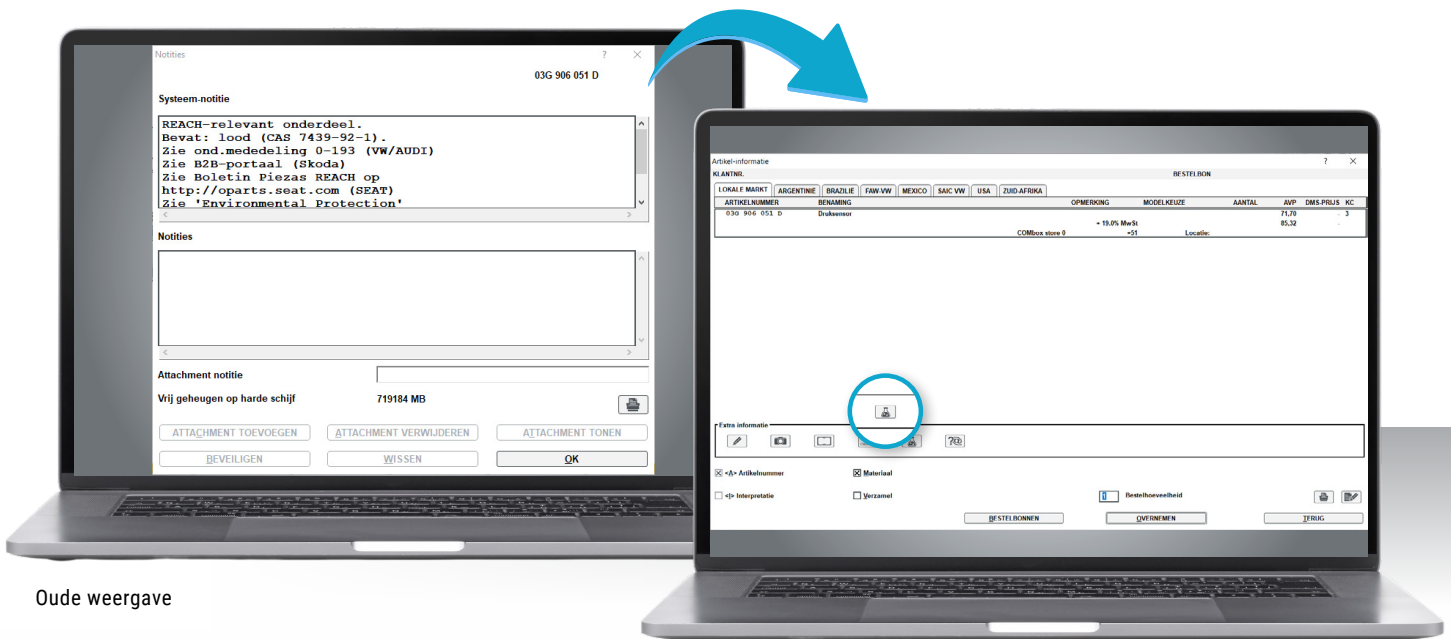 Notities ? ×
03G 906 051 D
Systeem-notitie
REACH-relevant onderdeel.
Bevat: lood (CAS 7439-92-1).
Zie ond.mededeling 0-193 (VW/AUDI)
Zie B2B-portaal (Skoda)
Zie Boletin Piezas REACH op
http://oparts.seat.com (SEAT)
Zie 'Environmental Protection'
Notities
Attachment notitie
Vrij geheugen op harde schijf 719184 MB
ATTACHMENT TOEVOEGEN ATTACHMENT VERWIJDEREN ATTACHMENT TONEN
BEVEILIGEN WISSEN OK
Oude weergave
Artikel-informatie ? ×
KLANTNR. BESTELBON
LOKALE MARKT ARGENTINIE BRAZILIE FAW-VW MEXICO SAIC VW USA ZUID-AFRIKA
ARTIKELNUMMER BENAMING OPMERKING MODELKEUZE AANTAL AVP DMS-PRIJS KC
03G 906 051 D Druksensor 71,70 - 3
+ 19.0% MwSt 85,32 -
COMbox store 0 =51 Locatie:
Extra informatie
<A> Artikelnummer Materiaal
<I> Interpretatie Verzamel 1 Bestelhoeveelheid
BESTELBONNEN OVERNEMEN TERUG